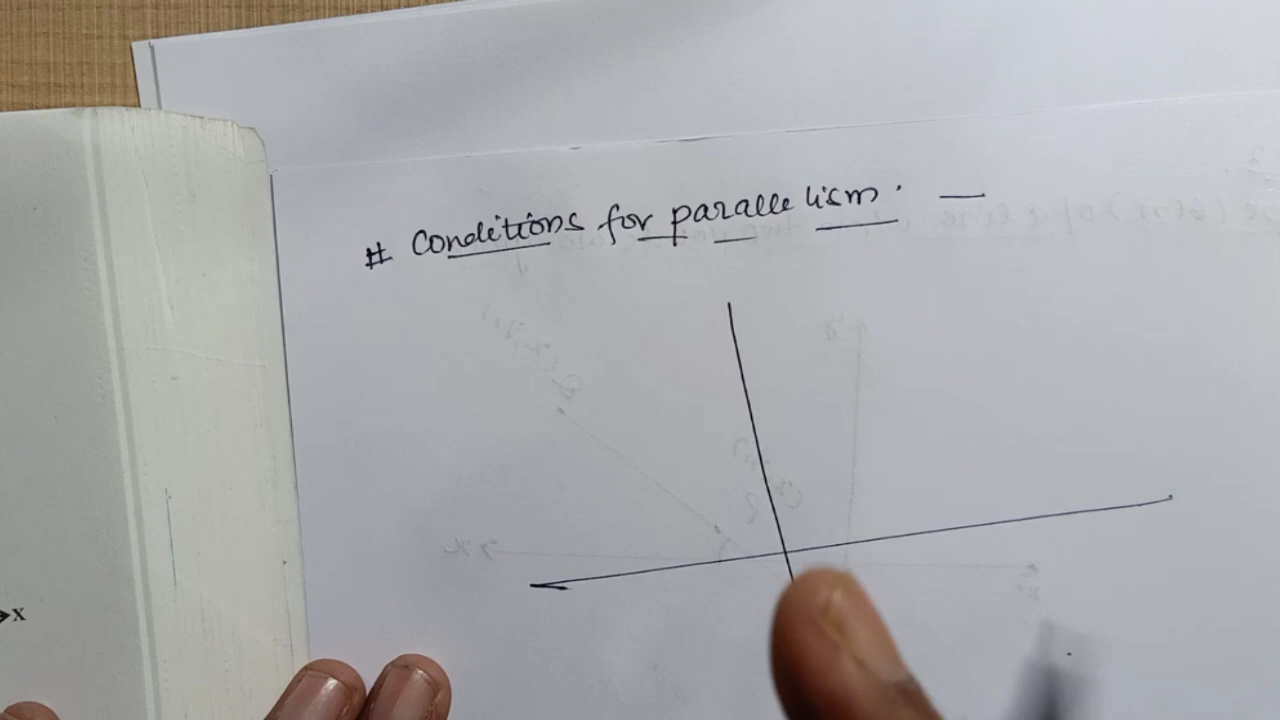 # Conditions for parallelism. —
X